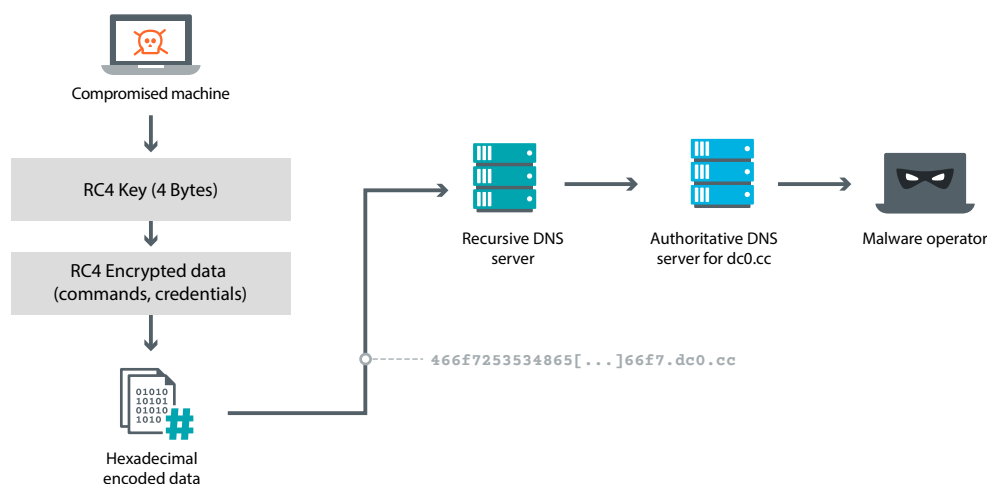 Compromised machine
RC4 Key (4 Bytes)
RC4 Encrypted data
(commands, credentials)
01010
10101
01010
1010
#
Hexadecimal
encoded data
466f7253534865[...]66f7.dc0.cc
Recursive DNS
server
Authoritative DNS
server for dc0.cc
Malware operator